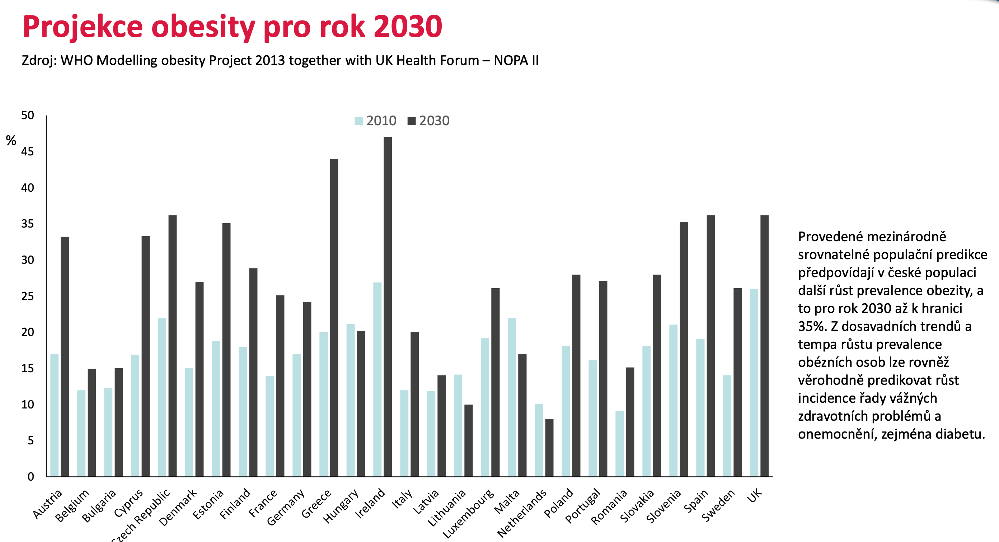 Projekce obesity pro rok 2030
Zdroj: WHO Modelling obesity Project 2013 together with UK Health Forum – NOPA II
50
2010 2030
%
45
40
35
30
25
20
15
10
5
0
Austria
Belgium
Bulgaria
Cyprus
Czech Republic
Denmark
Estonia
Finland
France
Germany
Greece
Hungary
Ireland
Italy
Latvia
Lithuania
Luxembourg
Malta
Netherlands
Poland
Portugal
Romania
Slovakia
Slovenia
Spain
Sweden
UK
Provedené mezinárodně
srovnatelné populační predikce
předpovídají v české populaci
další růst prevalence obezity, a
to pro rok 2030 až k hranici
35%. Z dosavadních trendů a
tempa růstu prevalence
obézních osob lze rovněž
věrohodně predikovat růst
incidence řady vážných
zdravotních problémů a
onemocnění, zejména diabetu.